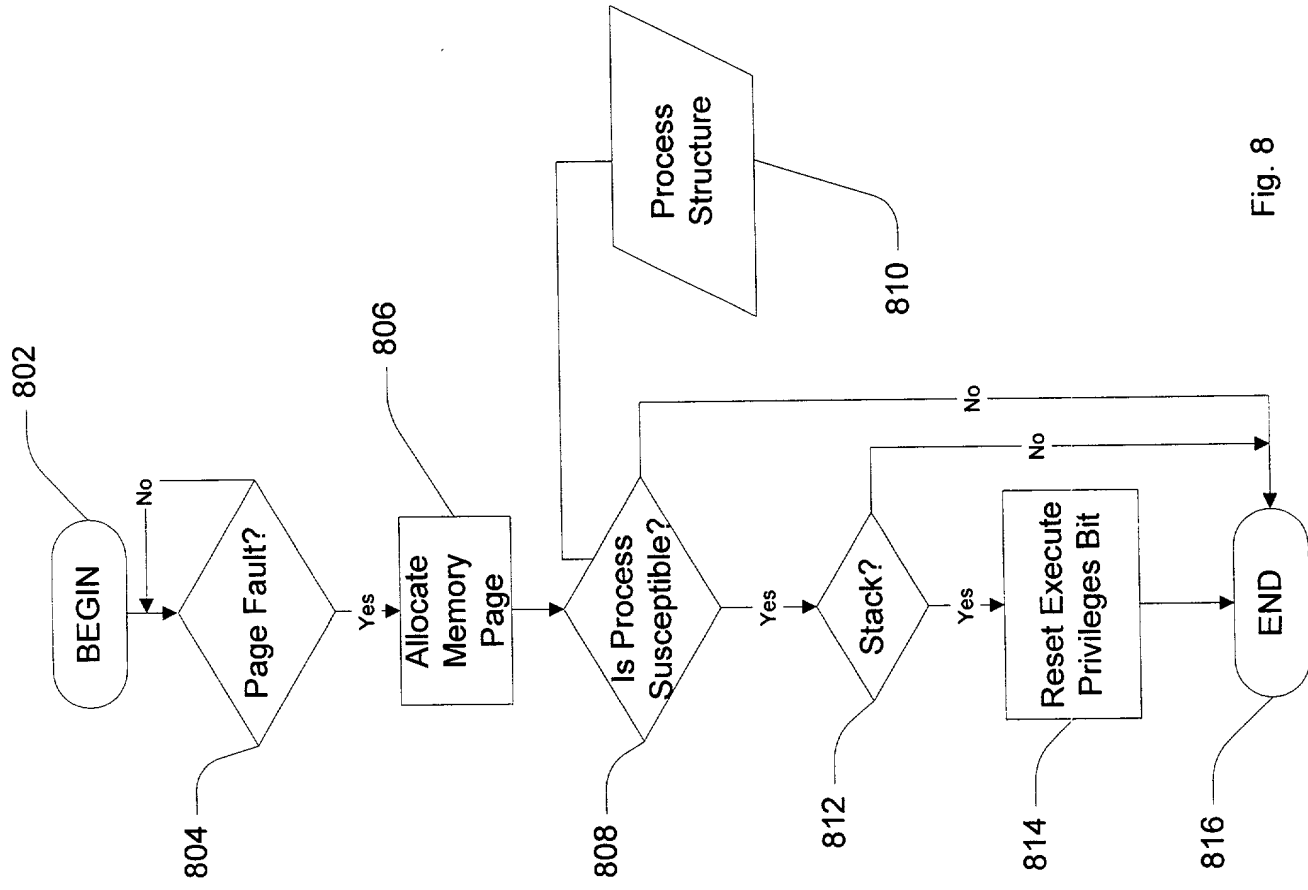 802
BEGIN
No
804
Page Fault?
Yes
806
Allocate
Memory
Page
808
Is Process
Susceptible?
Process
Structure
810
Yes
No
812
Stack?
No
Yes
814
Reset Execute
Privileges Bit
816
END
Fig. 8